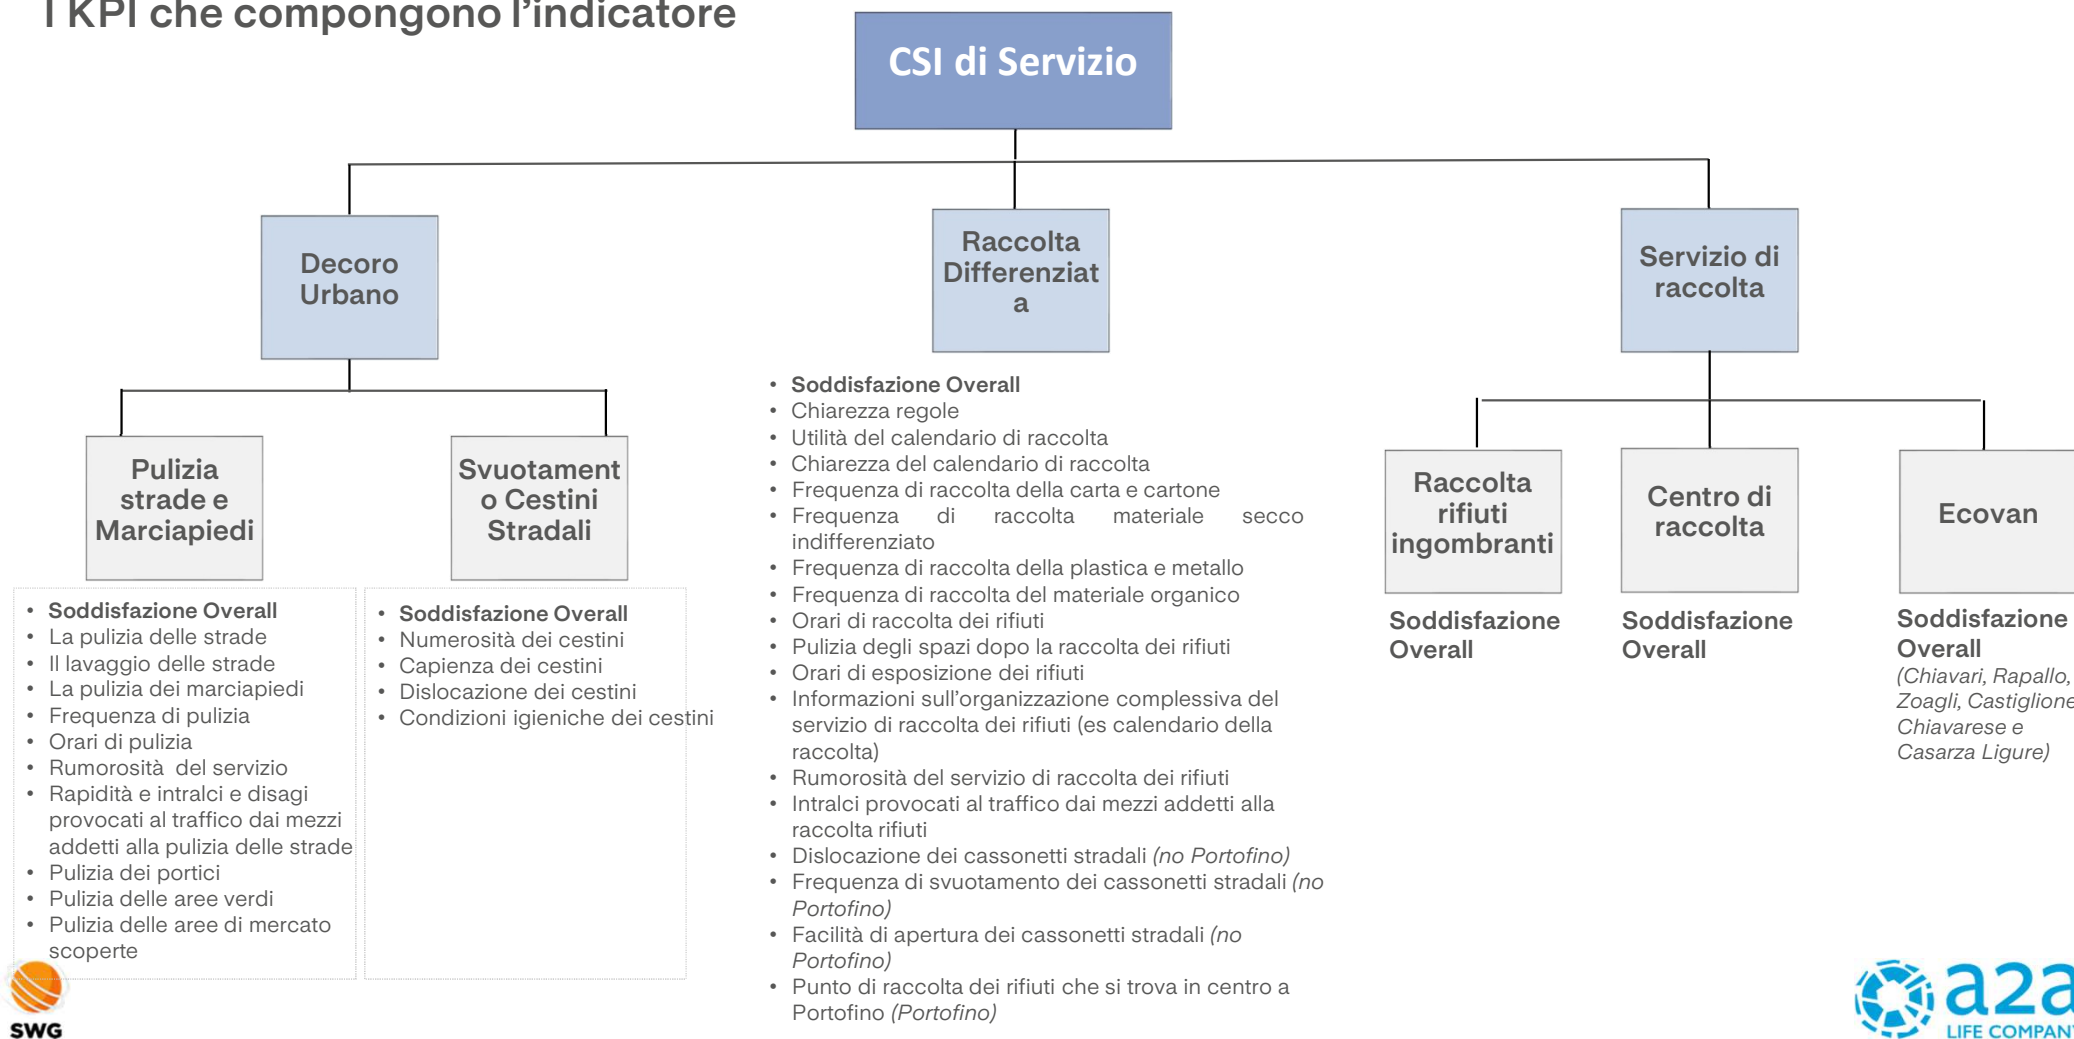 I KPI che compongono l'indicatore
CSI di Servizio
Decoro
Urbano
Raccolta
Differenziat
a
Servizio di
raccolta
Pulizia
strade e
Marciapiedi
• Soddisfazione Overall
• La pulizia delle strade
• Il lavaggio delle strade
• La pulizia dei marciapiedi
• Frequenza di pulizia
• Orari di pulizia
• Rumorosità del servizio
• Rapidità e intralci e disagi
provocati al traffico dai mezzi
addetti alla pulizia delle strade
• Pulizia dei portici
• Pulizia delle aree verdi
• Pulizia delle aree di mercato
scoperte
Svuotament
o Cestini
Stradali
• Soddisfazione Overall
• Numerosità dei cestini
• Capienza dei cestini
• Dislocazione dei cestini
• Condizioni igieniche dei cestini
• Soddisfazione Overall
• Chiarezza regole
• Utilità del calendario di raccolta
• Chiarezza del calendario di raccolta
• Frequenza di raccolta della carta e cartone
• Frequenza di raccolta materiale secco
indifferenziato
• Frequenza di raccolta della plastica e metallo
• Frequenza di raccolta del materiale organico
• Orari di raccolta dei rifiuti
• Pulizia degli spazi dopo la raccolta dei rifiuti
• Orari di esposizione dei rifiuti
• Informazioni sull'organizzazione complessiva del
servizio di raccolta dei rifiuti (es calendario della
raccolta)
• Rumorosità del servizio di raccolta dei rifiuti
• Intralci provocati al traffico dai mezzi addetti alla
raccolta rifiuti
• Dislocazione dei cassonetti stradali (no Portofino)
• Frequenza di svuotamento dei cassonetti stradali (no
Portofino)
• Facilità di apertura dei cassonetti stradali (no
Portofino)
• Punto di raccolta dei rifiuti che si trova in centro a
Portofino (Portofino)
Raccolta
rifiuti
ingombranti
Soddisfazione
Overall
Centro di
raccolta
Soddisfazione
Overall
Ecovan
Soddisfazione
Overall
(Chiavari, Rapallo,
Zoagli, Castiglione
Chiavarese e
Casarza Ligure)
SWG
a2a
LIFE COMPANY